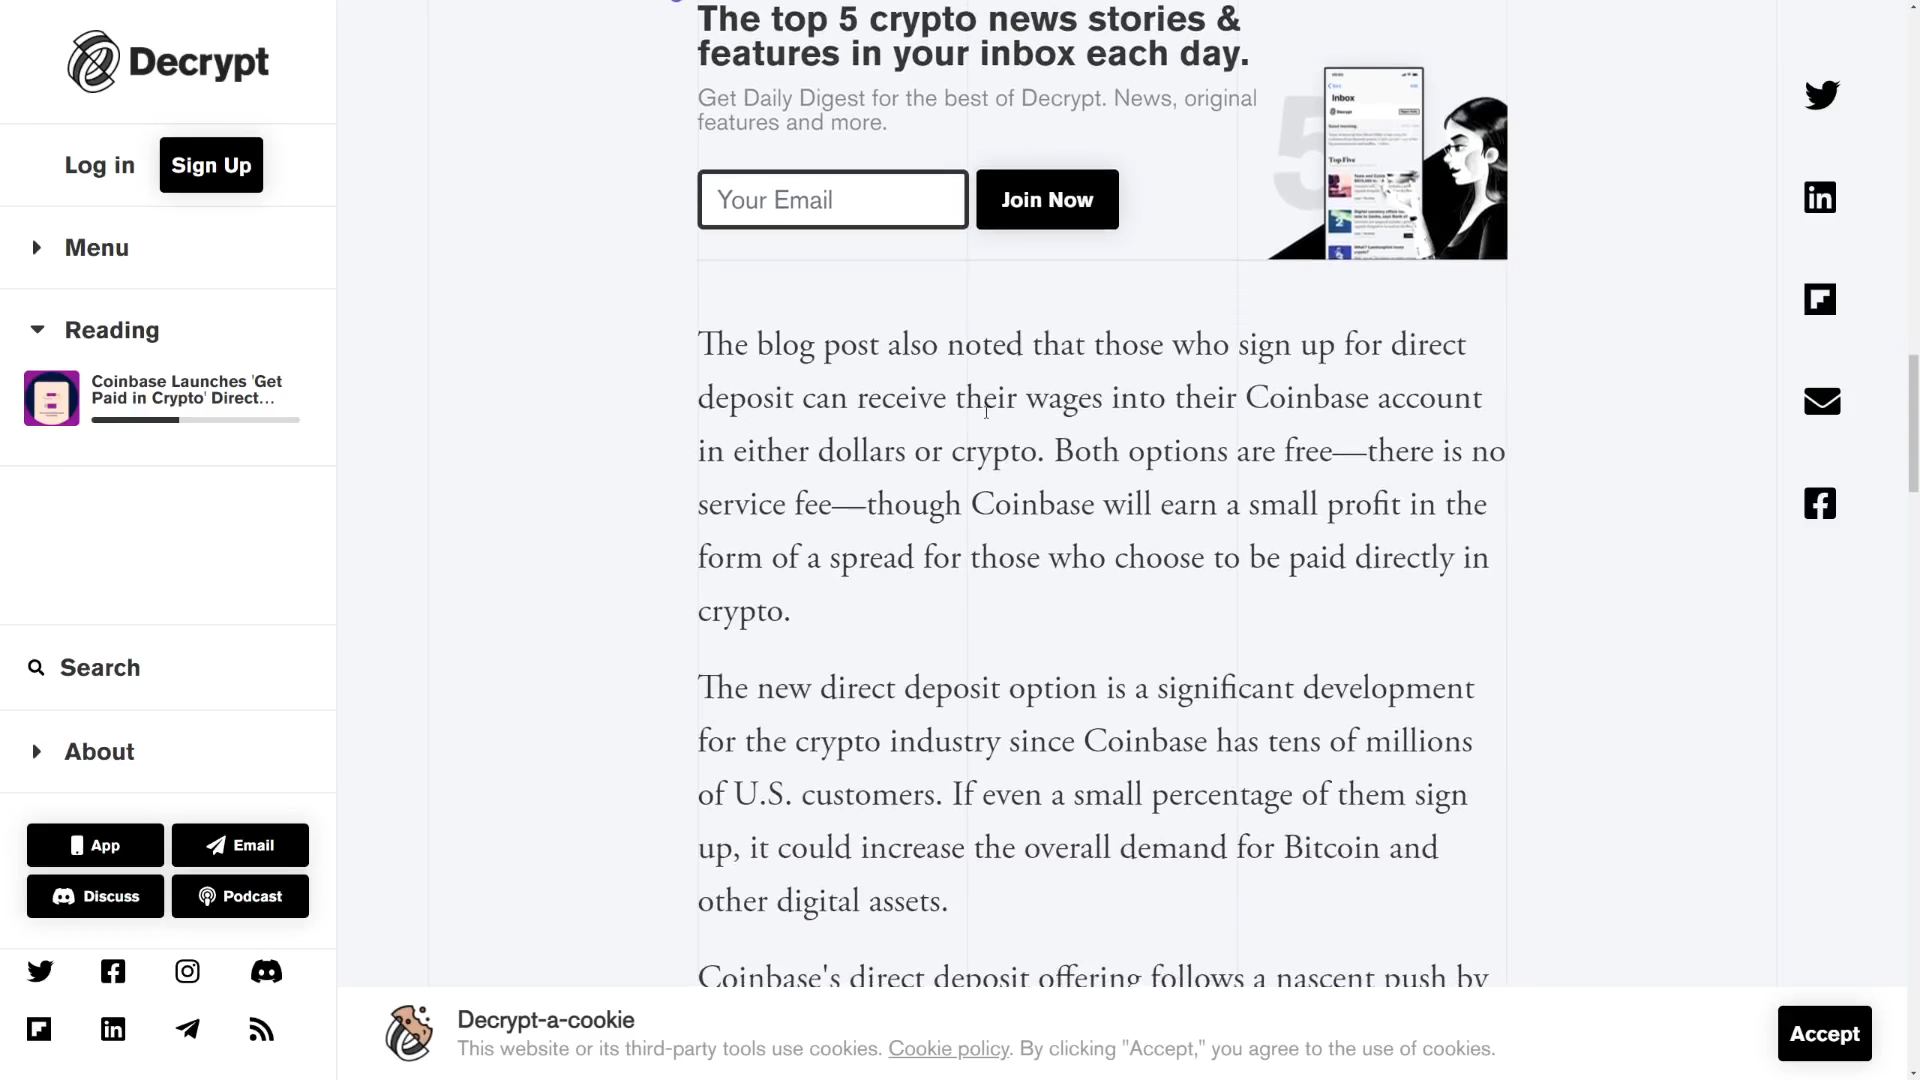 Decrypt
Log in
Sign Up
Menu
Reading
Coinbase Launches 'Get
Paid in Crypto' Direct...
Search
About
App
Email
Discuss
Podcast
The top 5 crypto news stories &
features in your inbox each day.
Get Daily Digest for the best of Decrypt. News, original
features and more.
Your Email
Join Now
5
Inbox
Decrypt
Top Five
The blog post also noted that those who sign up for direct
deposit can receive their wages into their Coinbase account
in either dollars or crypto. Both options are free—there is no
service fee—though Coinbase will earn a small profit in the
form of a spread for those who choose to be paid directly in
crypto.
The new direct deposit option is a significant development
for the crypto industry since Coinbase has tens of millions
of U.S. customers. If even a small percentage of them sign
up, it could increase the overall demand for Bitcoin and
other digital assets.
Coinbase's direct deposit offering follows a nascent push by
Decrypt-a-cookie
This website or its third-party tools use cookies. Cookie policy. By clicking "Accept," you agree to the use of cookies.
Accept